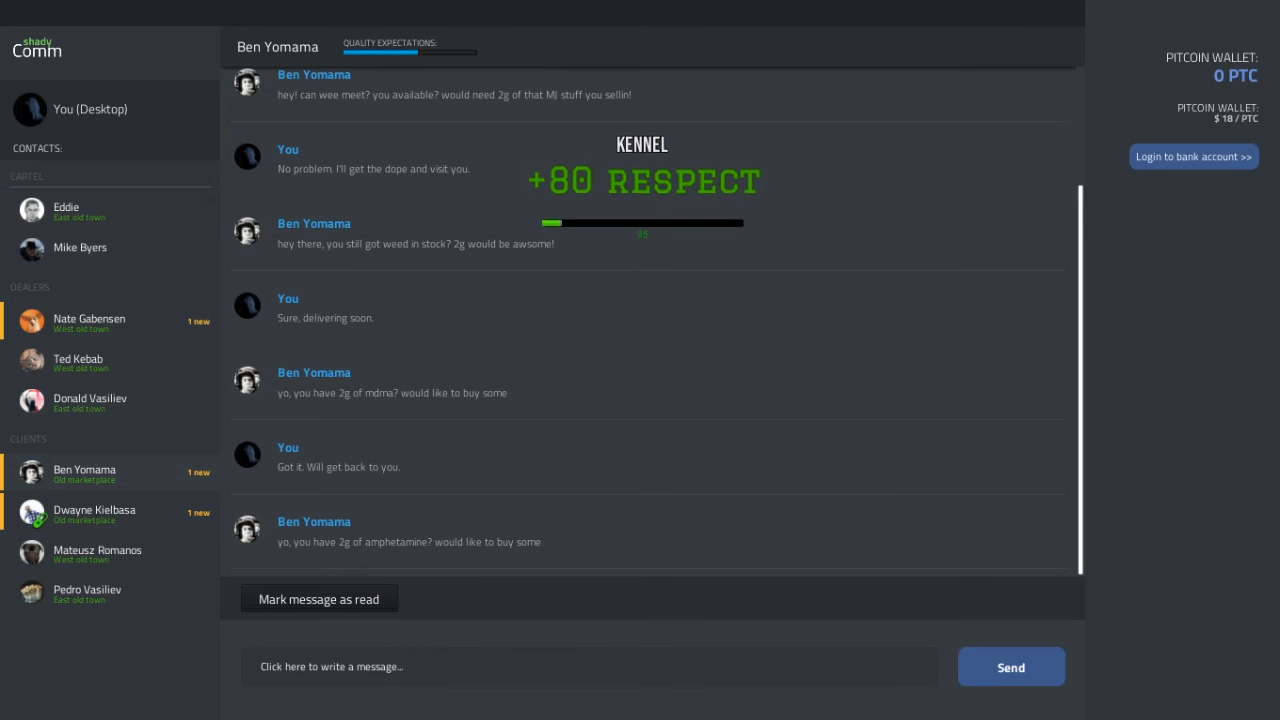 shady
Comm
You (Desktop)
CONTACTS:
CARTEL
Eddie
East old town
Mike Byers
DEALERS
Nate Gabensen
West old town
1 new
Ted Kebab
West old town
Donald Vasiliev
East old town
CLIENTS
Ben Yomama
Old marketplace
1 new
Dwayne Kielbasa
Old marketplace
1 new
Mateusz Romanos
West old town
Pedro Vasiliev
East old town
Ben Yomama
QUALITY EXPECTATIONS:
Ben Yomama
hey! can wee meet? you available? would need 2g of that MJ stuff you sellin!
You
No problem. I'll get the dope and visit you.
KENNEL
+80 RESPECT
95
Ben Yomama
hey there, you still got weed in stock? 2g would be awsome!
You
Sure, delivering soon.
Ben Yomama
yo, you have 2g of mdma? would like to buy some
You
Got it. Will get back to you.
Ben Yomama
yo, you have 2g of amphetamine? would like to buy some
Mark message as read
Click here to write a message...
Send
PITCOIN WALLET:
0 PTC
PITCOIN WALLET:
$ 18 / PTC
Login to bank account >>